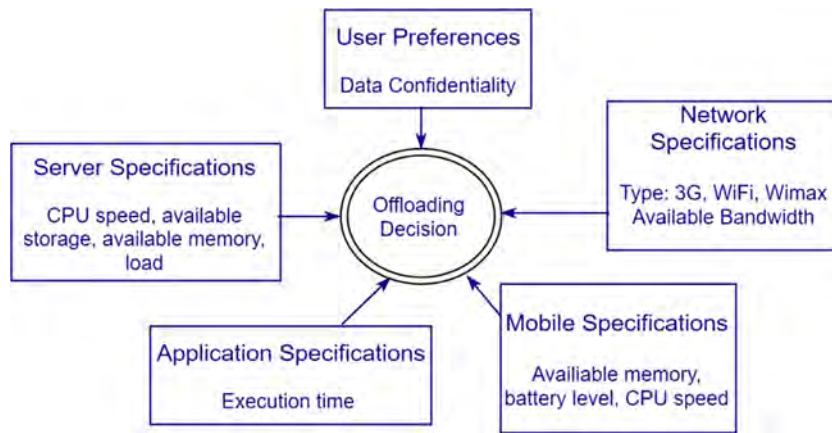 User Preferences
Data Confidentiality
Network
Specifications
Type: 3G, WiFi, Wimax
Available Bandwidth
Server Specifications
CPU speed, available
storage, available memory,
load
Offloading
Decision
Application Specifications
Execution time
Mobile Specifications
Availiable memory,
battery level, CPU speed